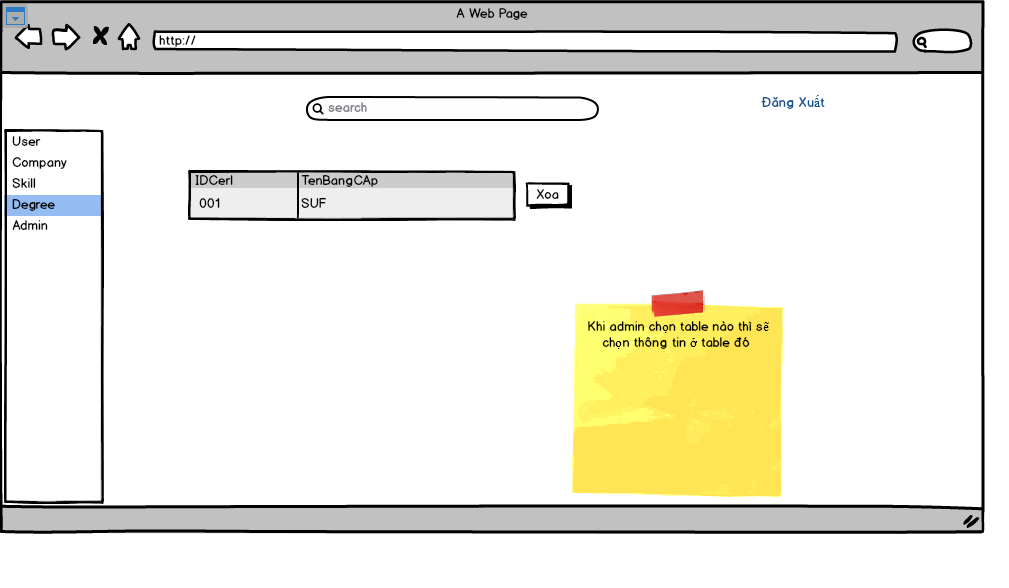 A Web Page
http://
search
Đăng Xuất
User
Company
Skill
Degree
Admin
IDCerl TenBangCAp
001 SUF
Xoa
Khi admin chọn table nào thì sẽ
chọn thông tin ở table đó